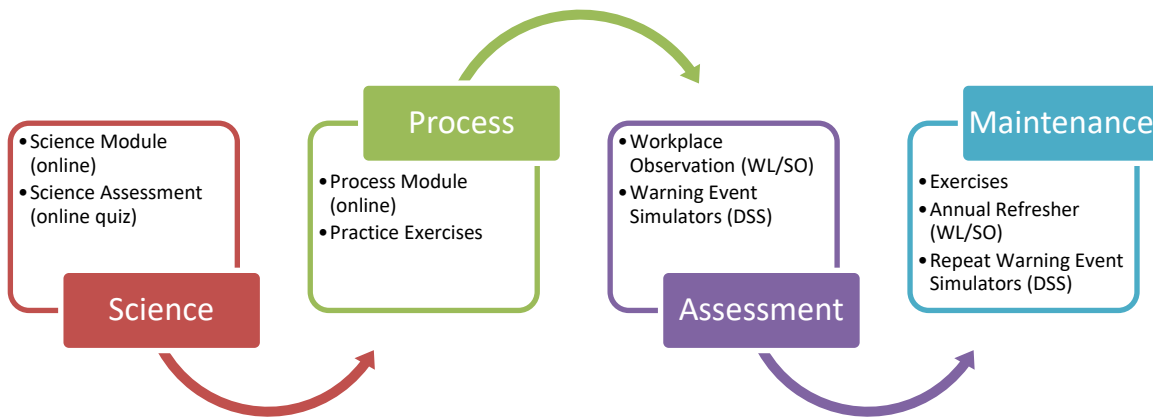 • Science Module
(online)
• Science Assessment
(online quiz)
Science
Process
• Process Module
(online)
• Practice Exercises
• Workplace
Observation (WL/SO)
• Warning Event
Simulators (DSS)
Assessment
Maintenance
• Exercises
• Annual Refresher
(WL/SO)
• Repeat Warning Event
Simulators (DSS)